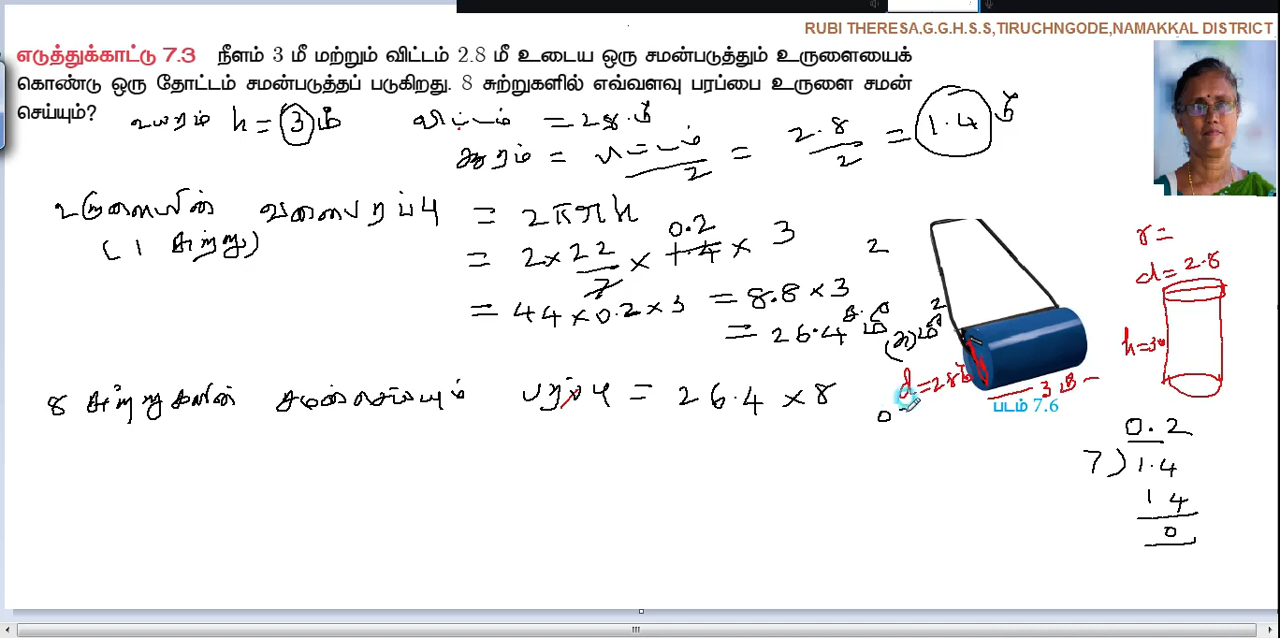 RUBI THERESA,G.G.H.S.S,TIRUCHNGODE,NAMAKKAL DISTRICT
எடுத்துக்காட்டு 7.3 நீளம் 3 மீ மற்றும் விட்டம் 2.8 மீ உடைய ஒரு சமன்படுத்தும் உருளையைக்
கொண்டு ஒரு தோட்டம் சமன்படுத்தப் படுகிறது. 8 சுற்றுகளில் எவ்வளவு பரப்பை உருளை சமன்
செய்யும்?
உயரம் h = 3 மீ விட்டம் = 28. மீ
ஆரம் = விட்டம்/2 = 2.8/2 = 1.4 மீ
உருளையின் வளைபரப்பு = 2πrh
(1 சுற்று)
= 2 × 22/7 × 1.4 × 3
0.2
2
= 44 × 0.2 × 3 = 8.8 × 3
= 26.4 ச.மீ (அ) மீ²
8 சுற்றுகளின் சமன்செய்யும் பரப்பு = 26.4 × 8
r =
d = 2.8
h = 3
3 மீ
படம் 7.6
0.2
7) 1.4
1 4
0